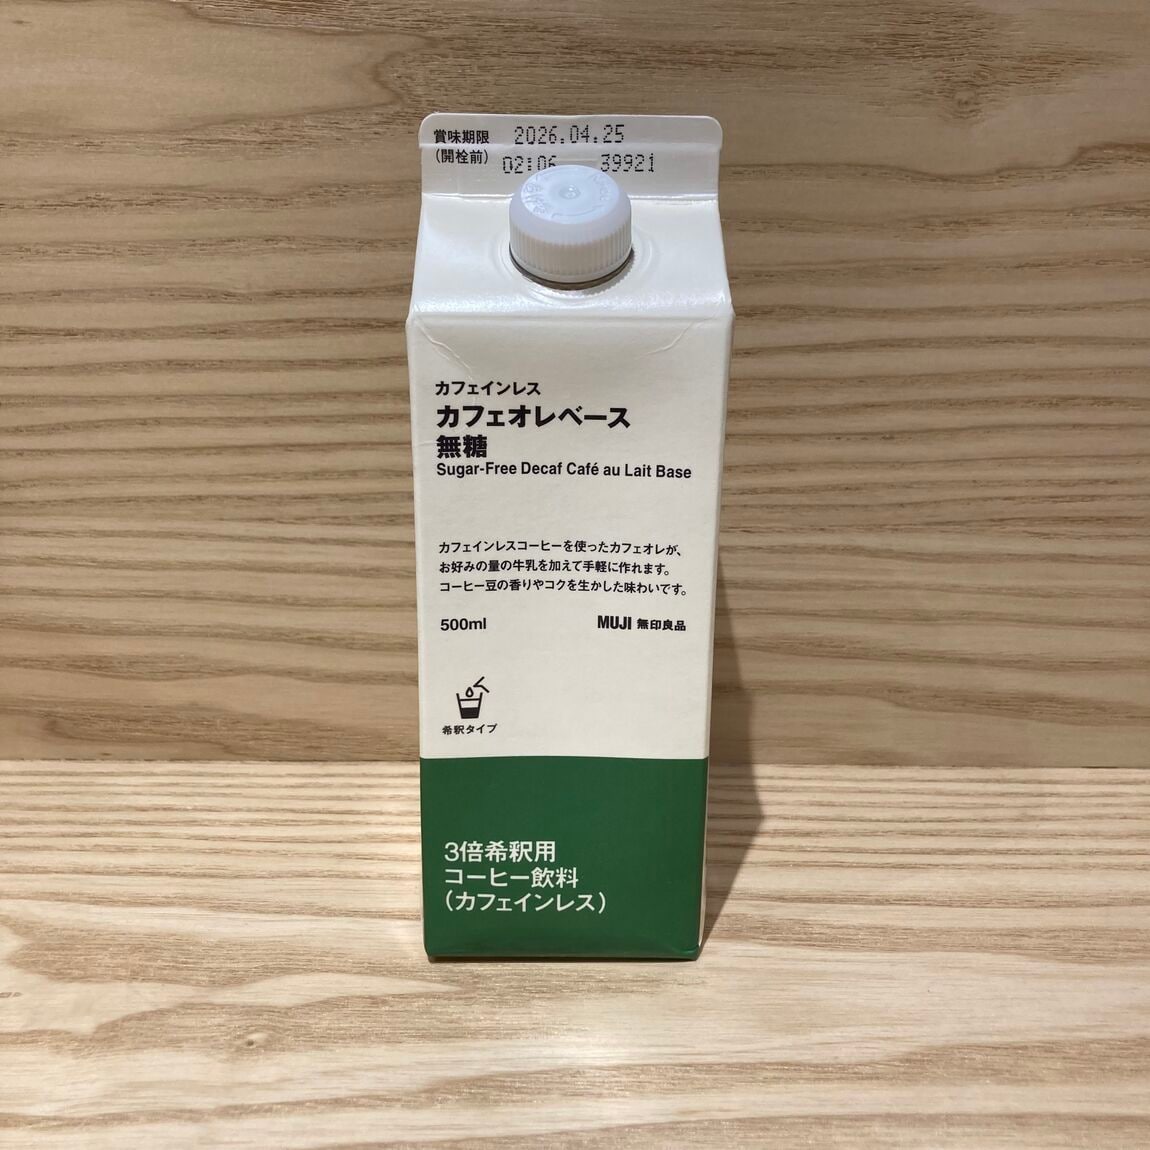 賞味期限 2026.04.25
(開栓前) 02:06 39921
カフェインレス
カフェオレベース
無糖
Sugar-Free Decaf Café au Lait Base
カフェインレスコーヒーを使ったカフェオレが、
お好みの量の牛乳を加えて手軽に作れます。
コーヒー豆の香りやコクを生かした味わいです。
500ml MUJI 無印良品
希釈タイプ
3倍希釈用
コーヒー飲料
(カフェインレス)